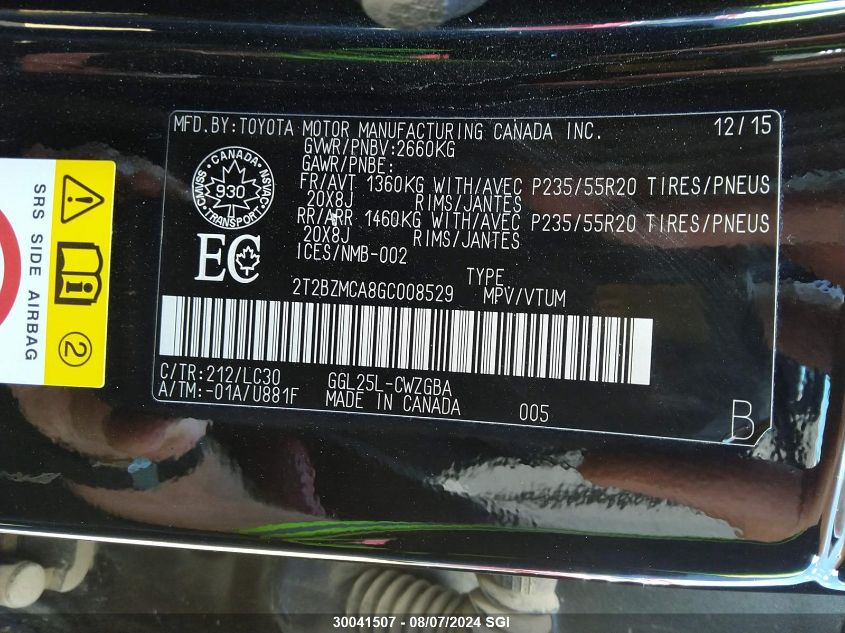 MFD.BY:TOYOTA MOTOR MANUFACTURING CANADA INC. 12/15
GVWR/PNBV:2660KG
GAWR/PNBE:
FR/AVT 1360KG WITH/AVEC P235/55R20 TIRES/PNEUS
20X8J RIMS/JANTES
RR/ARR 1460KG WITH/AVEC P235/55R20 TIRES/PNEUS
20X8J RIMS/JANTES
ICES/NMB-002
CANADA
CMVSS 930 NSVAC
TRANSPORT
EC
TYPE
2T2BZMCA8GC008529 MPV/VTUM
C/TR:212/LC30 GGL25L-CWZGBA
A/TM:-01A/U881F MADE IN CANADA 005 B
SRS SIDE AIRBAG
2
30041507 - 08/07/2024 SGI